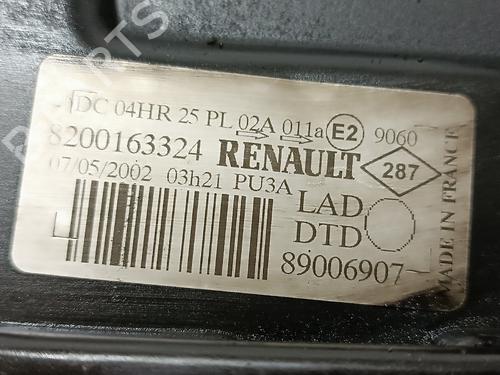 DC 04HR 25 PL 02A 011a E2 9060
8200163324 RENAULT 287
07/05/2002 03h21 PU3A
LAD
DTD
89006907
MADE IN FRANCE